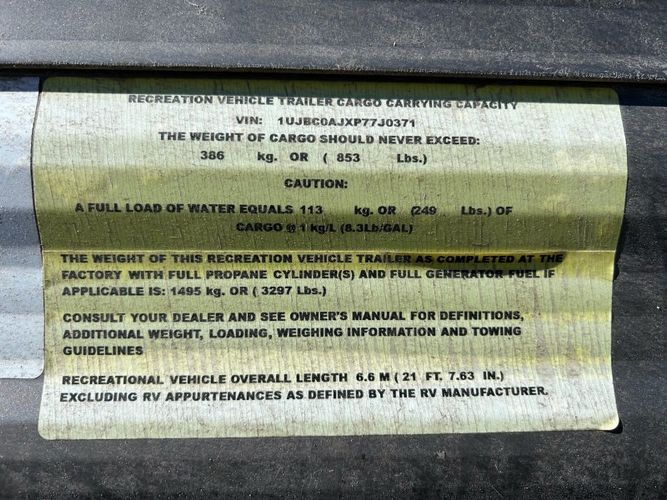 RECREATION VEHICLE TRAILER CARGO CARRYING CAPACITY
VIN: 1UJBC0AJXP77J0371
THE WEIGHT OF CARGO SHOULD NEVER EXCEED:
386 kg. OR ( 853 Lbs.)
CAUTION:
A FULL LOAD OF WATER EQUALS 113 kg. OR (249 Lbs.) OF
CARGO @ 1 kg/L (8.3Lb/GAL)
THE WEIGHT OF THIS RECREATION VEHICLE TRAILER AS COMPLETED AT THE
FACTORY WITH FULL PROPANE CYLINDER(S) AND FULL GENERATOR FUEL IF
APPLICABLE IS: 1495 kg. OR ( 3297 Lbs.)
CONSULT YOUR DEALER AND SEE OWNER'S MANUAL FOR DEFINITIONS,
ADDITIONAL WEIGHT, LOADING, WEIGHING INFORMATION AND TOWING
GUIDELINES
RECREATIONAL VEHICLE OVERALL LENGTH 6.6 M ( 21 FT. 7.63 IN.)
EXCLUDING RV APPURTENANCES AS DEFINED BY THE RV MANUFACTURER.